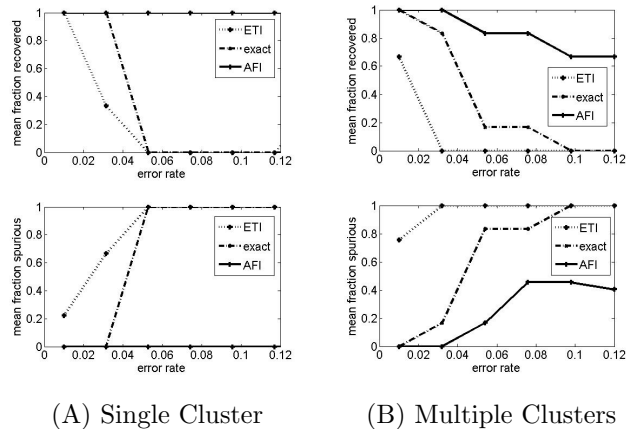 mean fraction recovered
1
0.8
0.6
0.4
0.2
0
0 0.02 0.04 0.06 0.08 0.1 0.12
error rate
ETI
exact
AFI
mean fraction recovered
1
0.8
0.6
0.4
0.2
0
0 0.02 0.04 0.06 0.08 0.1 0.12
error rate
ETI
exact
AFI
mean fraction spurious
1
0.8
0.6
0.4
0.2
0
0 0.02 0.04 0.06 0.08 0.1 0.12
error rate
ETI
exact
AFI
mean fraction spurious
1
0.8
0.6
0.4
0.2
0
0 0.02 0.04 0.06 0.08 0.1 0.12
error rate
ETI
exact
AFI
(A) Single Cluster
(B) Multiple Clusters